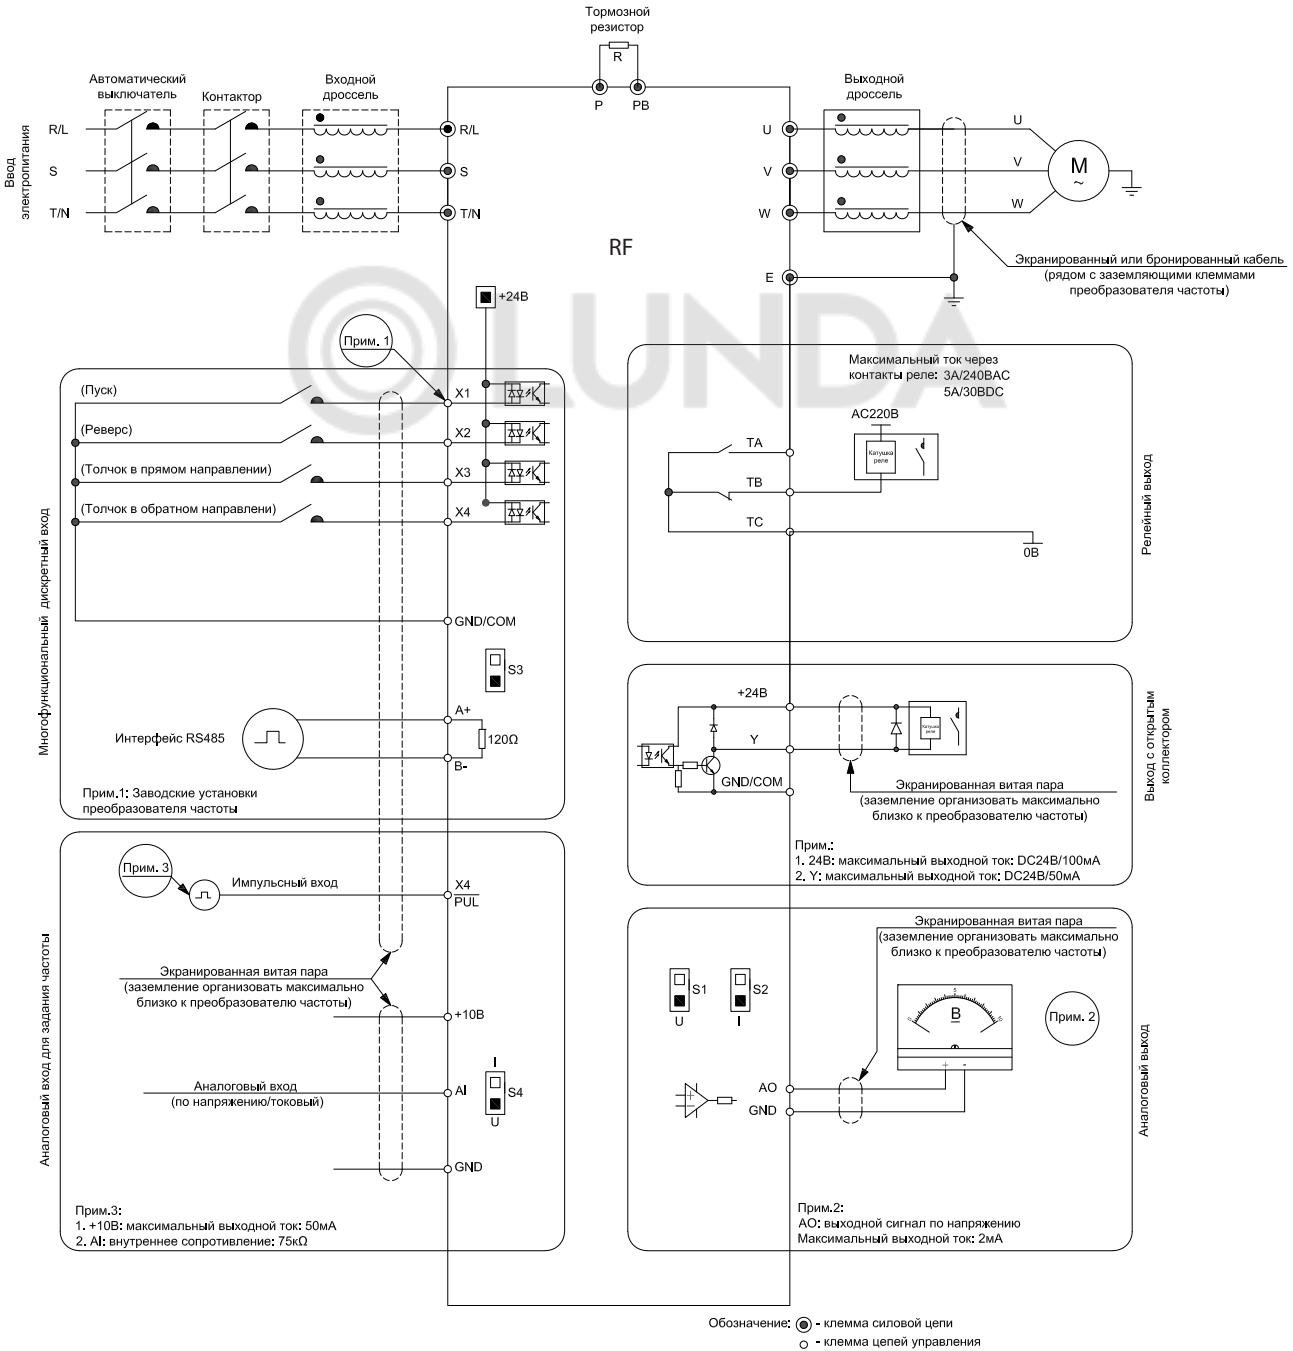 Тормозной
резистор
R
P
PB
Автоматический
выключатель
Контактор
Входной
дроссель
Выходной
дроссель
Ввод
электропитания
R/L
S
T/N
R/L
S
T/N
U
V
W
U
V
W
M
~
RF
E
Экранированный или бронированный кабель
(рядом с заземляющими клеммами
преобразователя частоты)
LUNDA
+24В
Прим. 1
(Пуск)
X1
(Реверс)
X2
(Толчок в прямом направлении)
X3
(Толчок в обратном направлени)
X4
Многофункциональный дискретный вход
GND/COM
S3
A+
Интерфейс RS485
120Ω
B-
Прим.1: Заводские установки
преобразователя частоты
Максимальный ток через
контакты реле: 3A/240BAC
5A/30BDC
AC220В
TA
Катушка
реле
TB
TC
0В
Релейный выход
+24В
Y
Катушка
реле
GND/COM
Экранированная витая пара
(заземление организовать максимально
близко к преобразователю частоты)
Прим.:
1. 24В: максимальный выходной ток: DC24В/100мА
2. Y: максимальный выходной ток: DC24В/50мА
Выход с открытым
коллектором
Прим. 3
Импульсный вход
X4
PUL
Экранированная витая пара
(заземление организовать максимально
близко к преобразователю частоты)
+10В
Аналоговый вход
(по напряжению/токовый)
AI
I
S4
U
GND
Прим.3:
1. +10В: максимальный выходной ток: 50мА
2. AI: внутреннее сопротивление: 75кΩ
Аналоговый вход для задания частоты
Экранированная витая пара
(заземление организовать максимально
близко к преобразователю частоты)
S1
U
S2
I
0
5
10
В
+
-
Прим. 2
AO
GND
Прим.2:
AO: выходной сигнал по напряжению
Максимальный выходной ток: 2мА
Аналоговый выход
Обозначение: - клемма силовой цепи
- клемма цепей управления